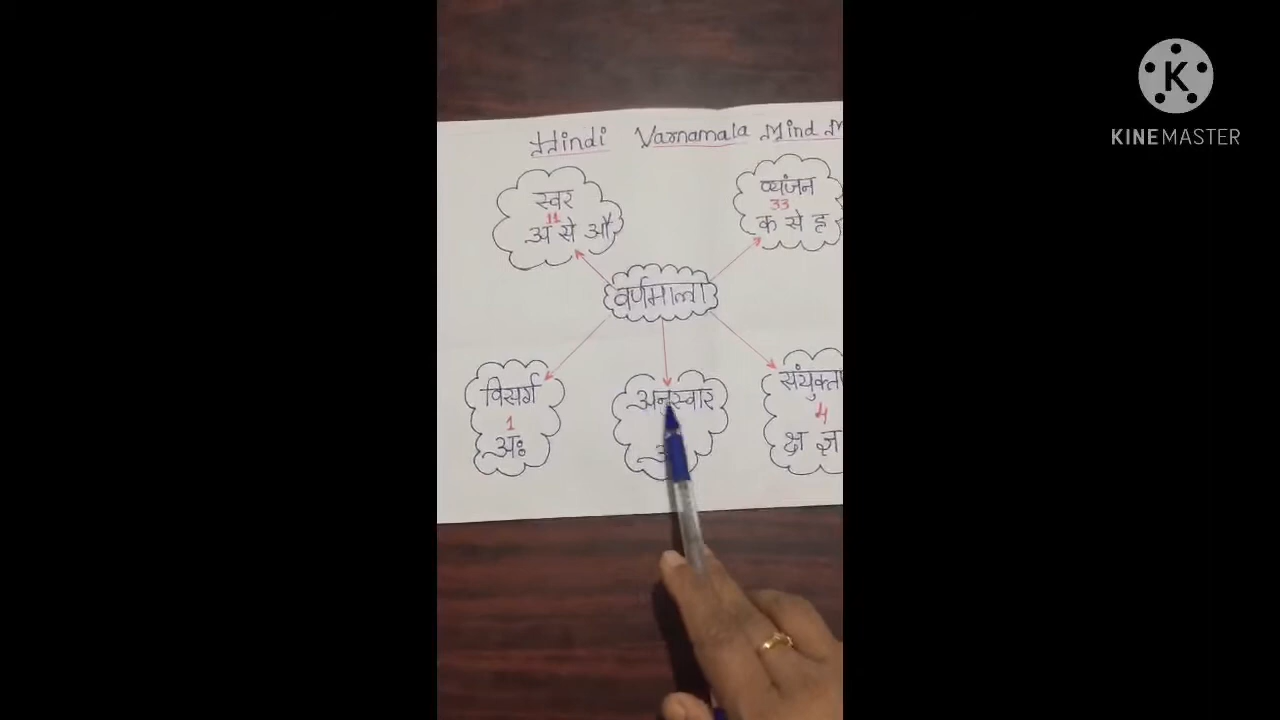 Hindi Varnamala Mind
स्वर
11
अ से औ
व्यंजन
33
क से ह
वर्णमाला
विसर्ग
1
अः
अनुस्वार
4
क्ष ज्ञ
K
KINEMASTER